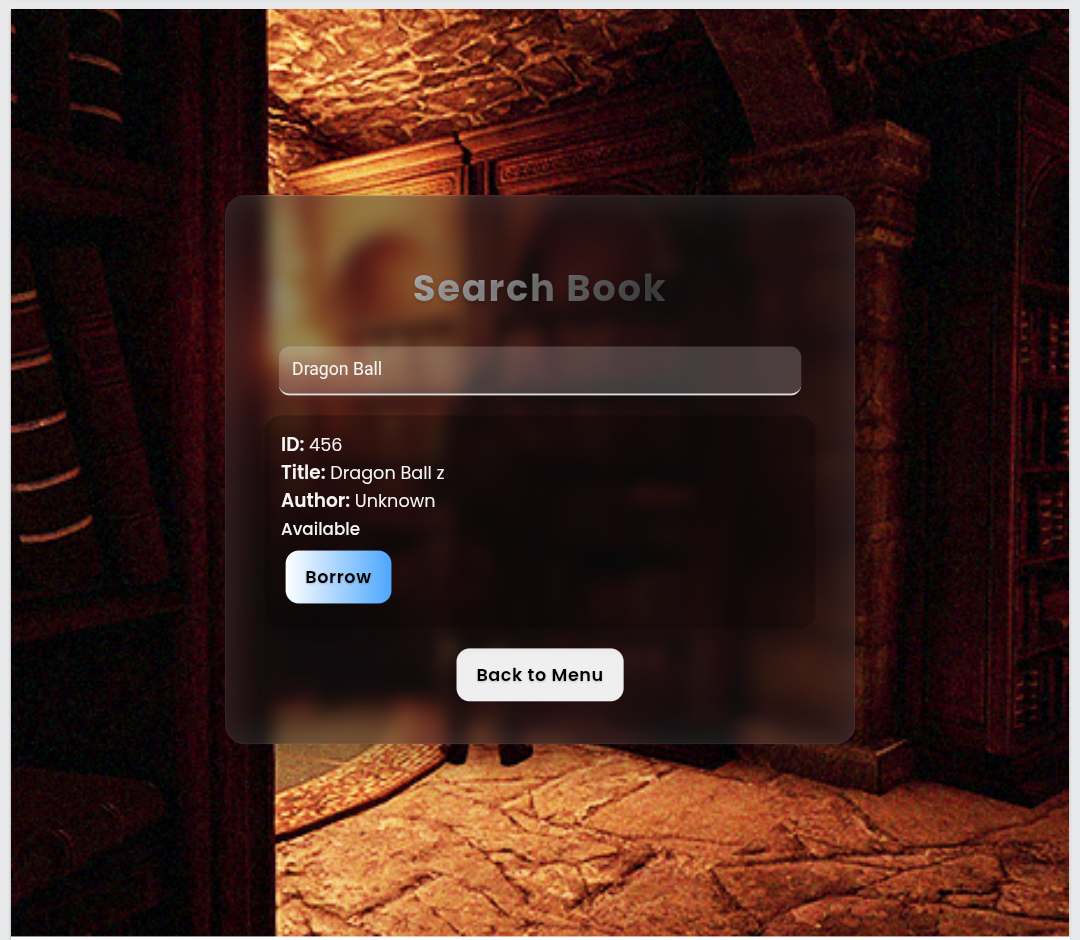 Search Book
Dragon Ball
ID: 456
Title: Dragon Ball z
Author: Unknown
Available
Borrow
Back to Menu